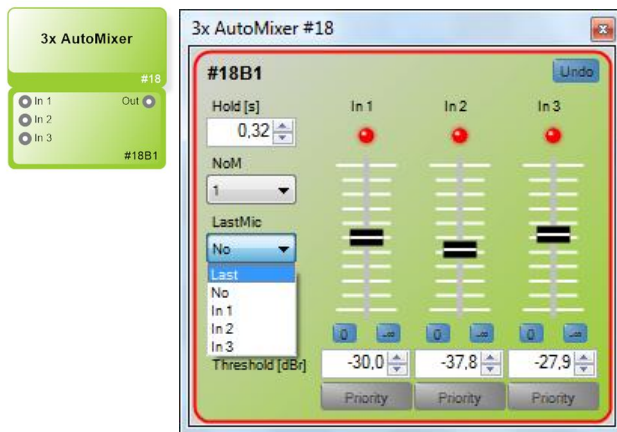 3x AutoMixer
#18
In 1 Out
In 2
In 3
#18B1
3x AutoMixer #18
x
#18B1
Undo
Hold [s]
0,32
NoM
1
LastMic
No
Last
No
In 1
In 2
In 3
In 1 In 2 In 3
0 -∞ 0 -∞ 0 -∞
Threshold [dBr] -30,0 -37,8 -27,9
Priority Priority Priority